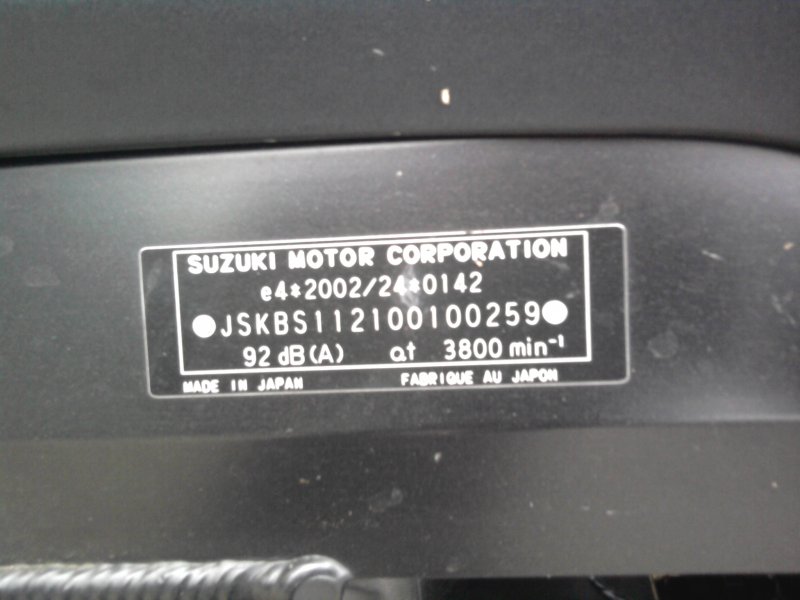 SUZUKI MOTOR CORPORATION
e4*2002/24*0142
●JSKBS112100100259●
92 dB(A) at 3800 min⁻¹
MADE IN JAPAN FABRIQUE AU JAPON